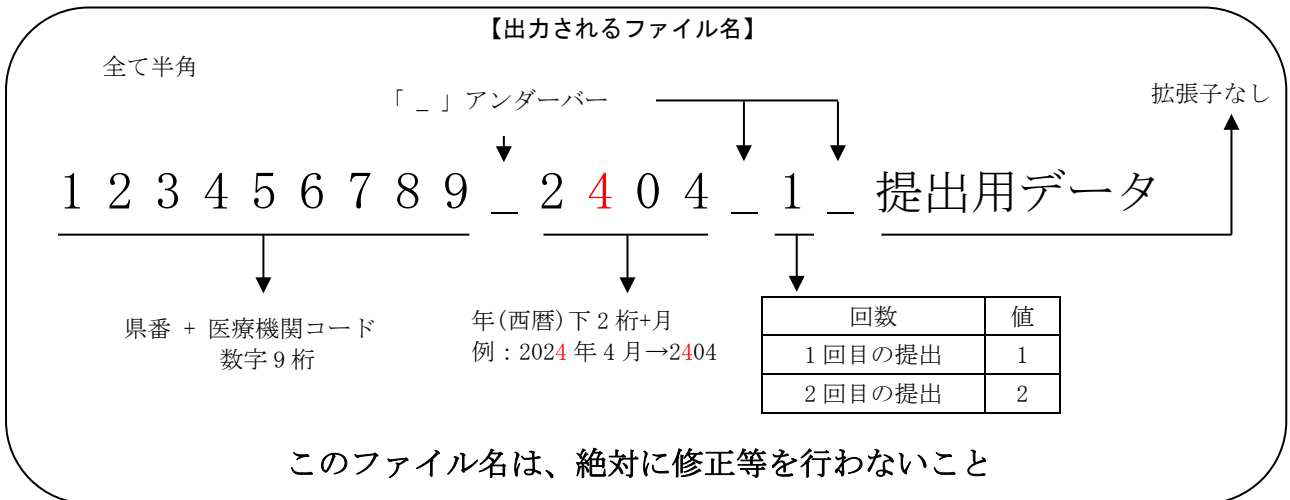 【出力されるファイル名】
全て半角
「_」アンダーバー
拡張子なし
123456789_2404_1_提出用データ
県番 + 医療機関コード
数字9桁
年(西暦)下2桁+月
例：2024年4月→2404
回数 値
1回目の提出 1
2回目の提出 2
このファイル名は、絶対に修正等を行わないこと